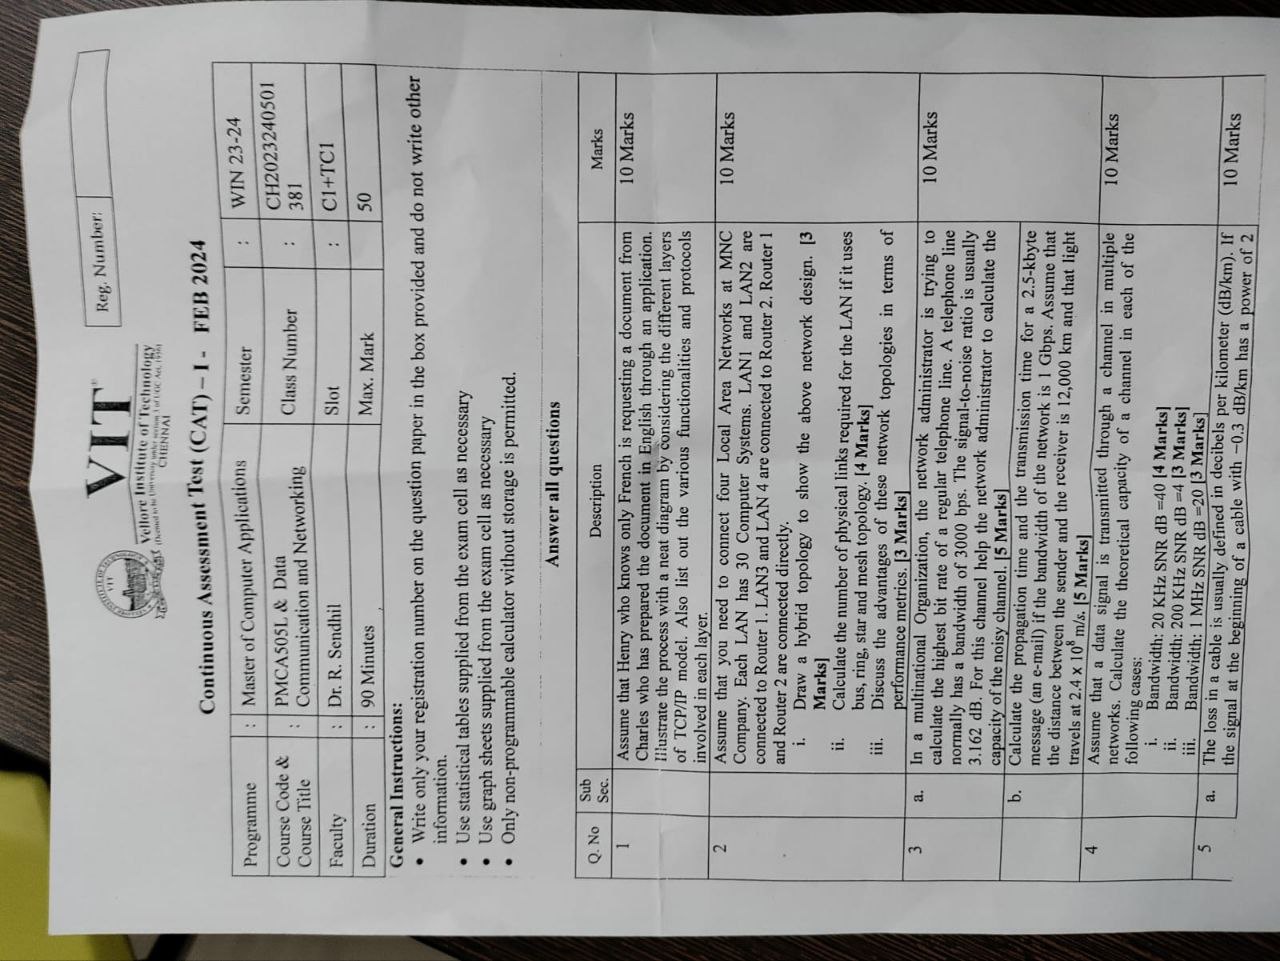 VIT
Vellore Institute of Technology
(Deemed to be University under section 3 of UGC Act, 1956)
CHENNAI
Reg. Number:
Continuous Assessment Test (CAT) – I - FEB 2024
Programme : Master of Computer Applications Semester : WIN 23-24
Course Code & Course Title : PMCA505L & Data Communication and Networking Class Number : CH2023240501381
Faculty : Dr. R. Sendhil Slot : C1+TC1
Duration : 90 Minutes Max. Mark : 50
General Instructions:
• Write only your registration number on the question paper in the box provided and do not write other
information.
• Use statistical tables supplied from the exam cell as necessary
• Use graph sheets supplied from the exam cell as necessary
• Only non-programmable calculator without storage is permitted.
Answer all questions
Q. No Sub Sec. Description Marks
1 Assume that Henry who knows only French is requesting a document from 10 Marks
Charles who has prepared the document in English through an application.
Illustrate the process with a neat diagram by considering the different layers
of TCP/IP model. Also list out the various functionalities and protocols
involved in each layer.
2 Assume that you need to connect four Local Area Networks at MNC 10 Marks
Company. Each LAN has 30 Computer Systems. LAN1 and LAN2 are
connected to Router 1. LAN3 and LAN 4 are connected to Router 2. Router 1
and Router 2 are connected directly.
i. Draw a hybrid topology to show the above network design. [3
Marks]
ii. Calculate the number of physical links required for the LAN if it uses
bus, ring, star and mesh topology. [4 Marks]
iii. Discuss the advantages of these network topologies in terms of
performance metrics. [3 Marks]
3 a. In a multinational Organization, the network administrator is trying to 10 Marks
calculate the highest bit rate of a regular telephone line. A telephone line
normally has a bandwidth of 3000 bps. The signal-to-noise ratio is usually
3.162 dB. For this channel help the network administrator to calculate the
capacity of the noisy channel. [5 Marks]
b. Calculate the propagation time and the transmission time for a 2.5-kbyte
message (an e-mail) if the bandwidth of the network is 1 Gbps. Assume that
the distance between the sender and the receiver is 12,000 km and that light
travels at 2.4 x 10⁸ m/s. [5 Marks]
4 Assume that a data signal is transmitted through a channel in multiple 10 Marks
networks. Calculate the theoretical capacity of a channel in each of the
following cases:
i. Bandwidth: 20 KHz SNR dB =40 [4 Marks]
ii. Bandwidth: 200 KHz SNR dB =4 [3 Marks]
iii. Bandwidth: 1 MHz SNR dB =20 [3 Marks]
5 a. The loss in a cable is usually defined in decibels per kilometer (dB/km). If 10 Marks
the signal at the beginning of a cable with −0.3 dB/km has a power of 2